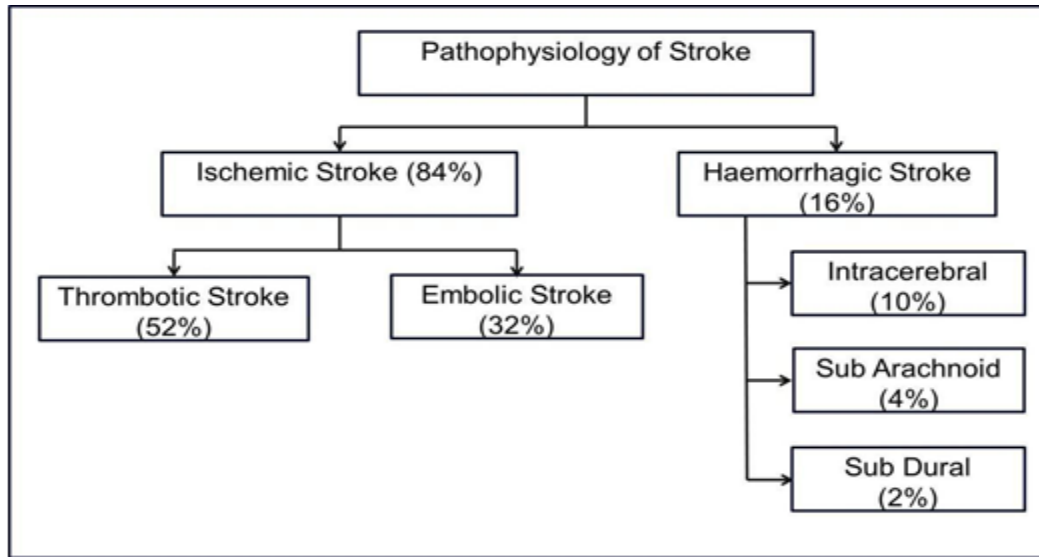 Pathophysiology of Stroke
Ischemic Stroke (84%)
Haemorrhagic Stroke
(16%)
Thrombotic Stroke
(52%)
Embolic Stroke
(32%)
Intracerebral
(10%)
Sub Arachnoid
(4%)
Sub Dural
(2%)